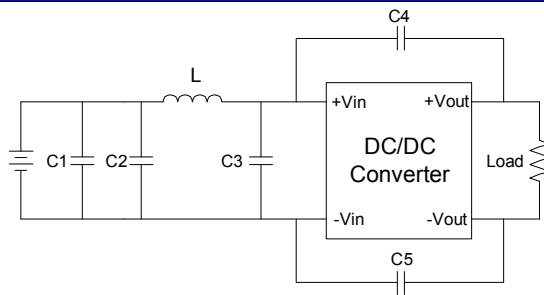 C4
L
+Vin +Vout
C1 C2 C3 DC/DC Load
Converter
-Vin -Vout
C5